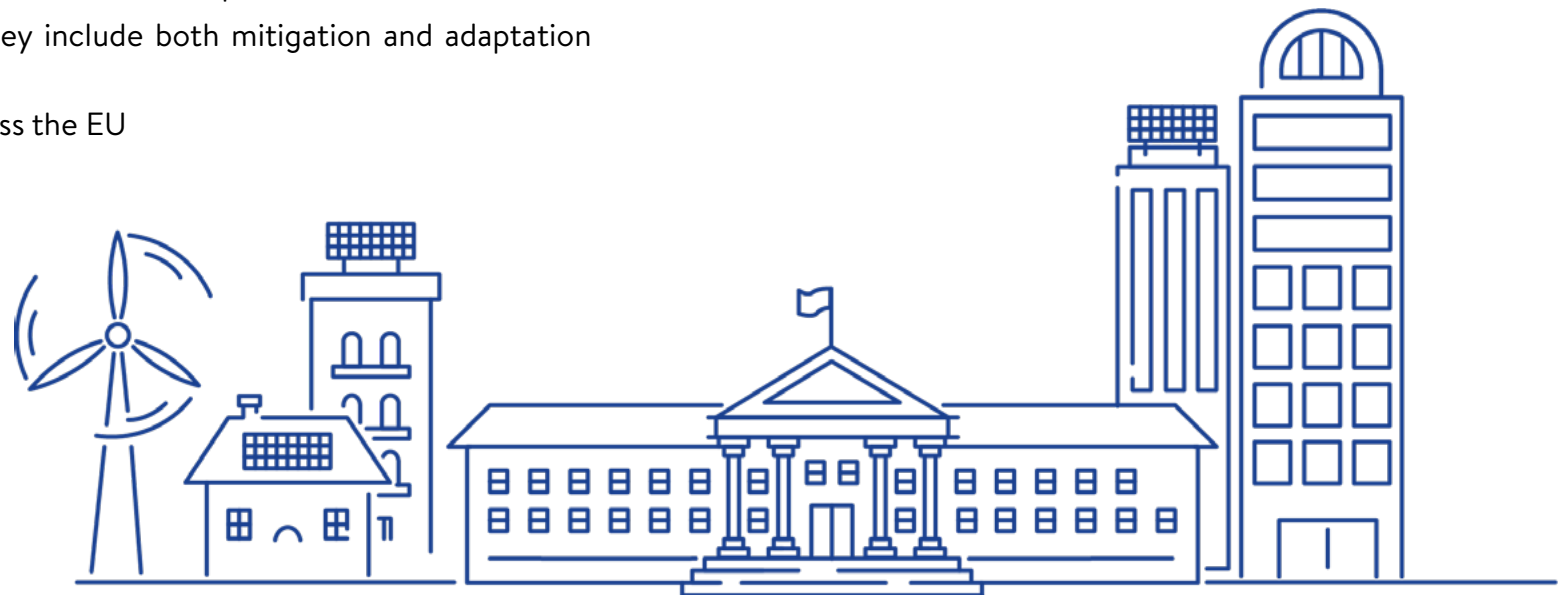 ey include both mitigation and adaptation
ss the EU